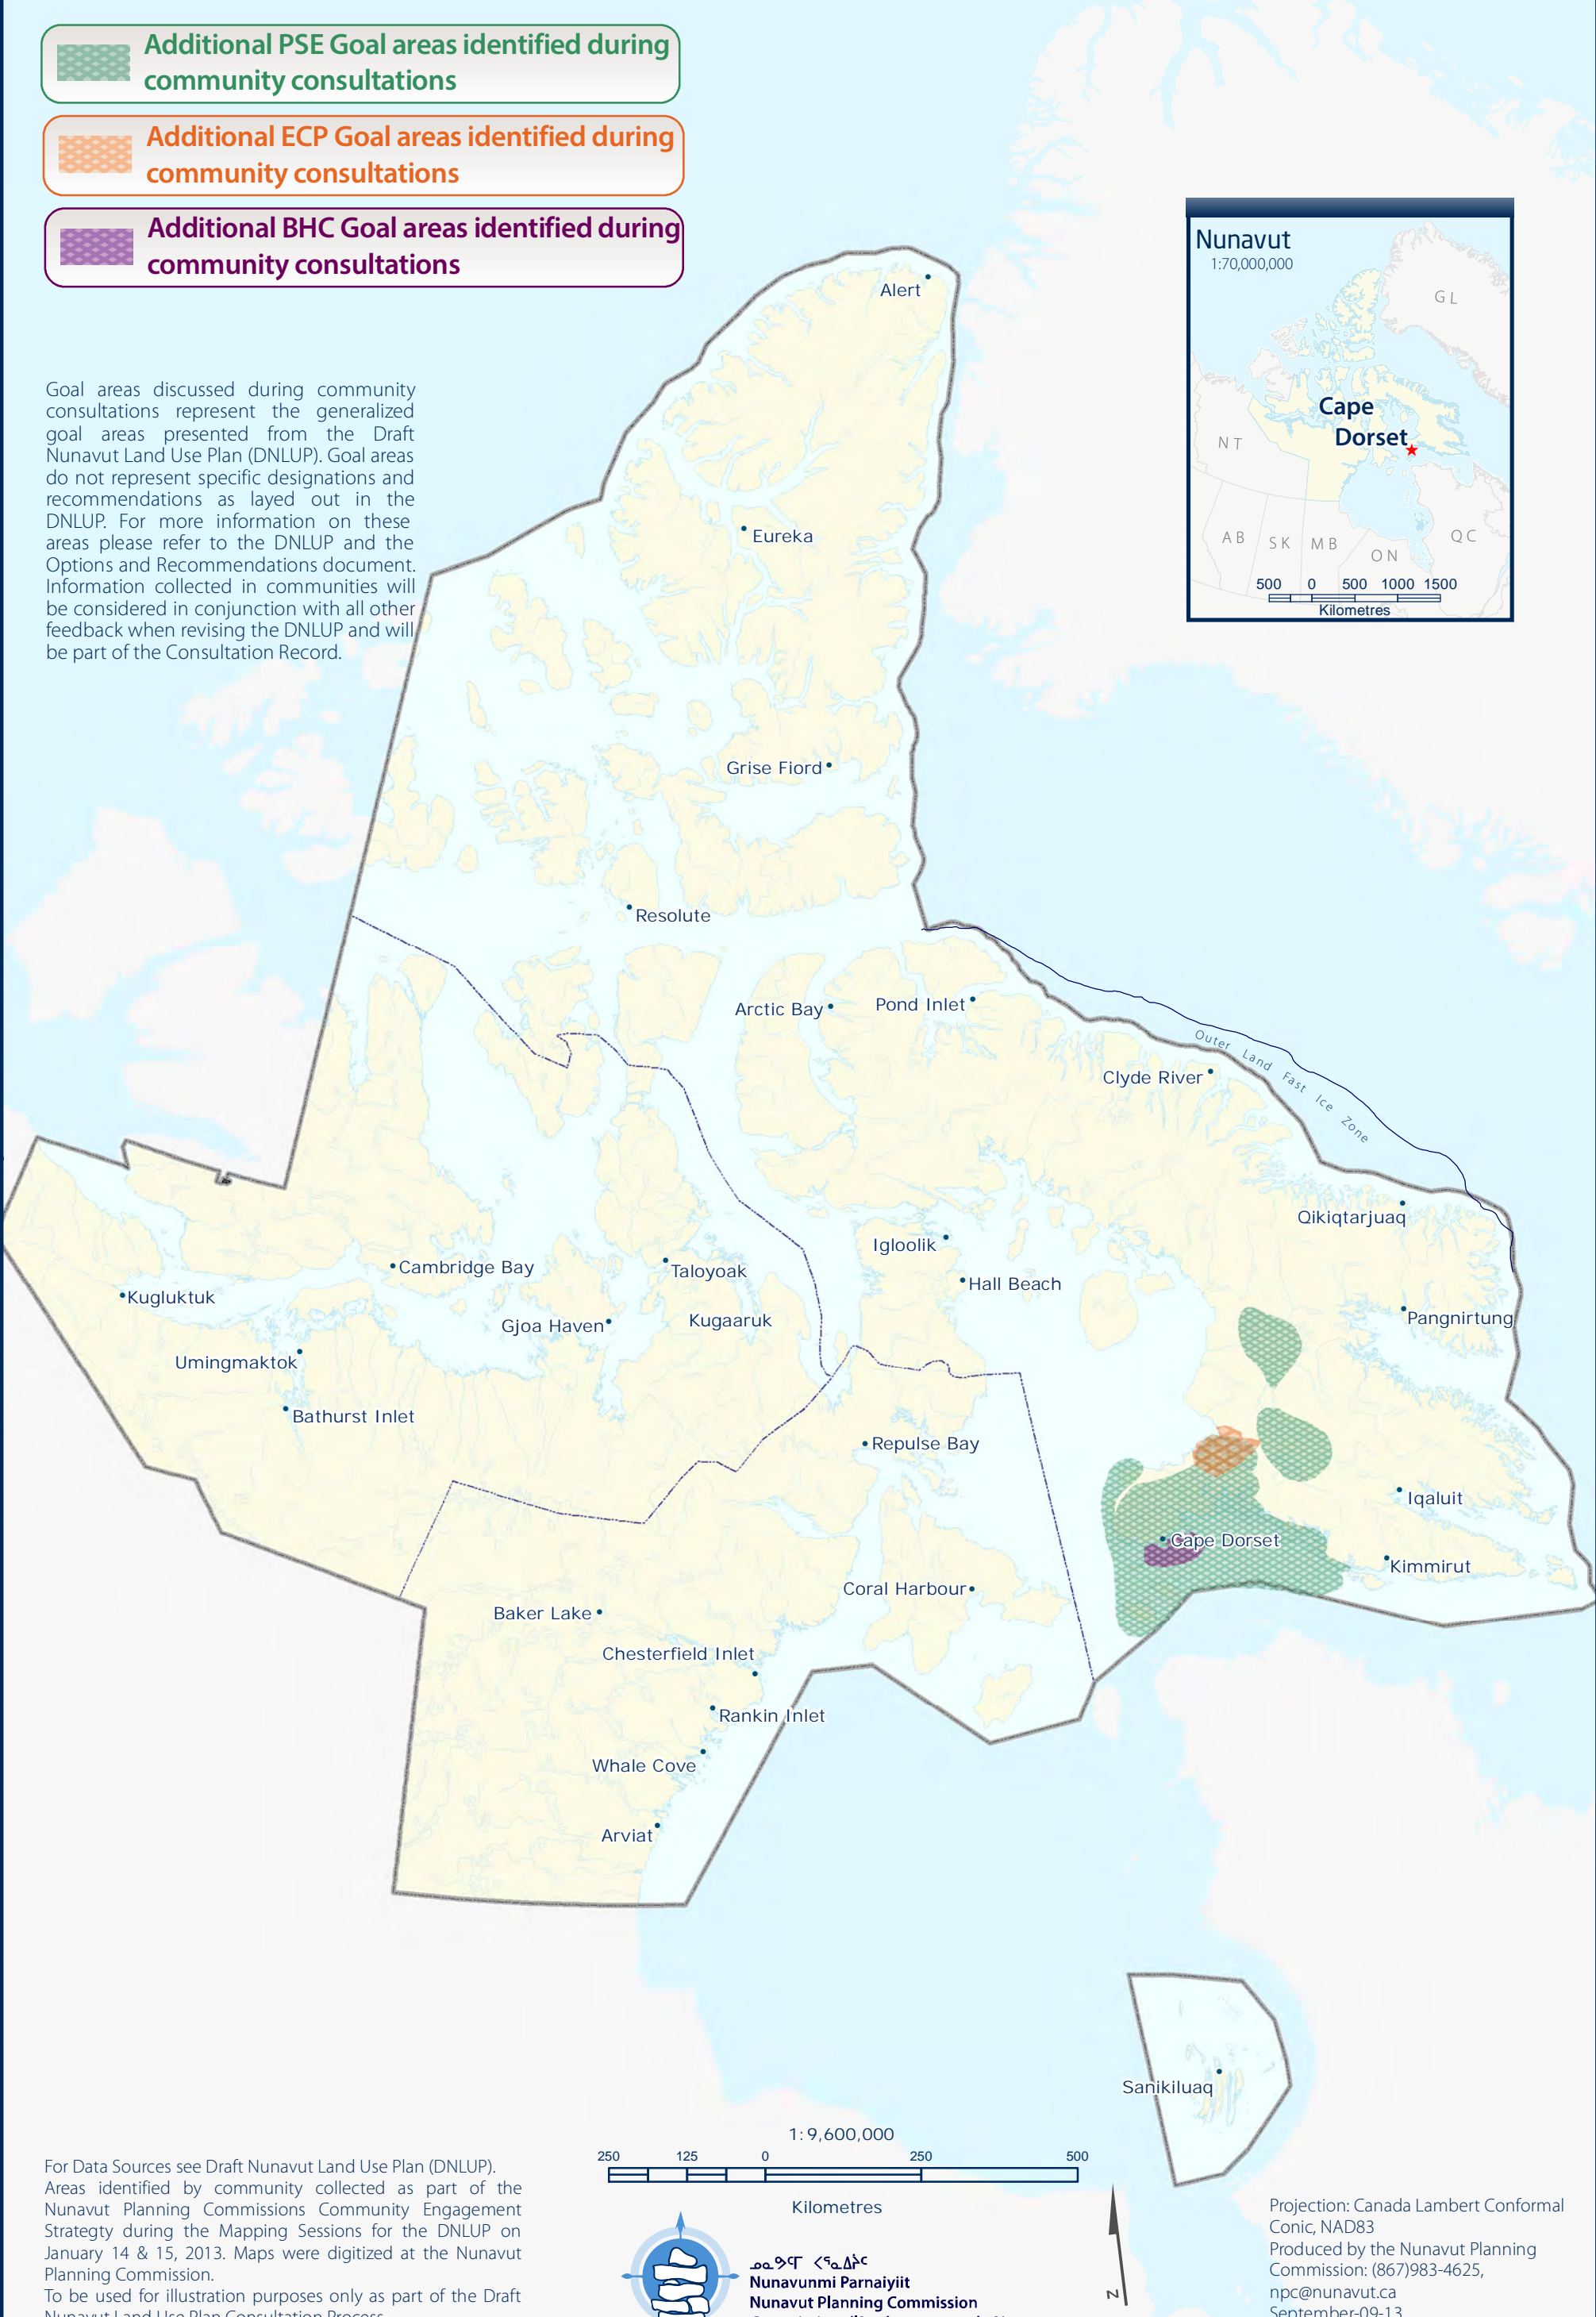 Additional PSE Goal areas identified during
community consultations
Additional ECP Goal areas identified during
community consultations
Additional BHC Goal areas identified during
community consultations
Goal areas discussed during community
consultations represent the generalized
goal areas presented from the Draft
Nunavut Land Use Plan (DNLUP). Goal areas
do not represent specific designations and
recommendations as layed out in the
DNLUP. For more information on these
areas please refer to the DNLUP and the
Options and Recommendations document.
Information collected in communities will
be considered in conjunction with all other
feedback when revising the DNLUP and will
be part of the Consultation Record.
Nunavut
1:70,000,000
GL
Cape
Dorset
NT
AB
SK
MB
ON
QC
500 0 500 1000 1500
Kilometres
Alert
Eureka
Grise Fiord
Resolute
Arctic Bay
Pond Inlet
Clyde River
Outer Land Fast Ice Zone
Qikiqtarjuaq
Igloolik
Hall Beach
Cambridge Bay
Taloyoak
Kugluktuk
Gjoa Haven
Kugaaruk
Pangnirtung
Umingmaktok
Bathurst Inlet
Repulse Bay
Iqaluit
Cape Dorset
Kimmirut
Coral Harbour
Baker Lake
Chesterfield Inlet
Rankin Inlet
Whale Cove
Arviat
Sanikiluaq
1:9,600,000
250 125 0 250 500
Kilometres
For Data Sources see Draft Nunavut Land Use Plan (DNLUP).
Areas identified by community collected as part of the
Nunavut Planning Commissions Community Engagement
Strategty during the Mapping Sessions for the DNLUP on
January 14 & 15, 2013. Maps were digitized at the Nunavut
Planning Commission.
To be used for illustration purposes only as part of the Draft
Nunavut Land Use Plan Consultation Process
ᓄᓇᕗᒻᒥ ᐸᕐᓇᐃᔩᑦ
Nunavunmi Parnaiyiit
Nunavut Planning Commission
N
Projection: Canada Lambert Conformal
Conic, NAD83
Produced by the Nunavut Planning
Commission: (867)983-4625,
npc@nunavut.ca
September-09-13